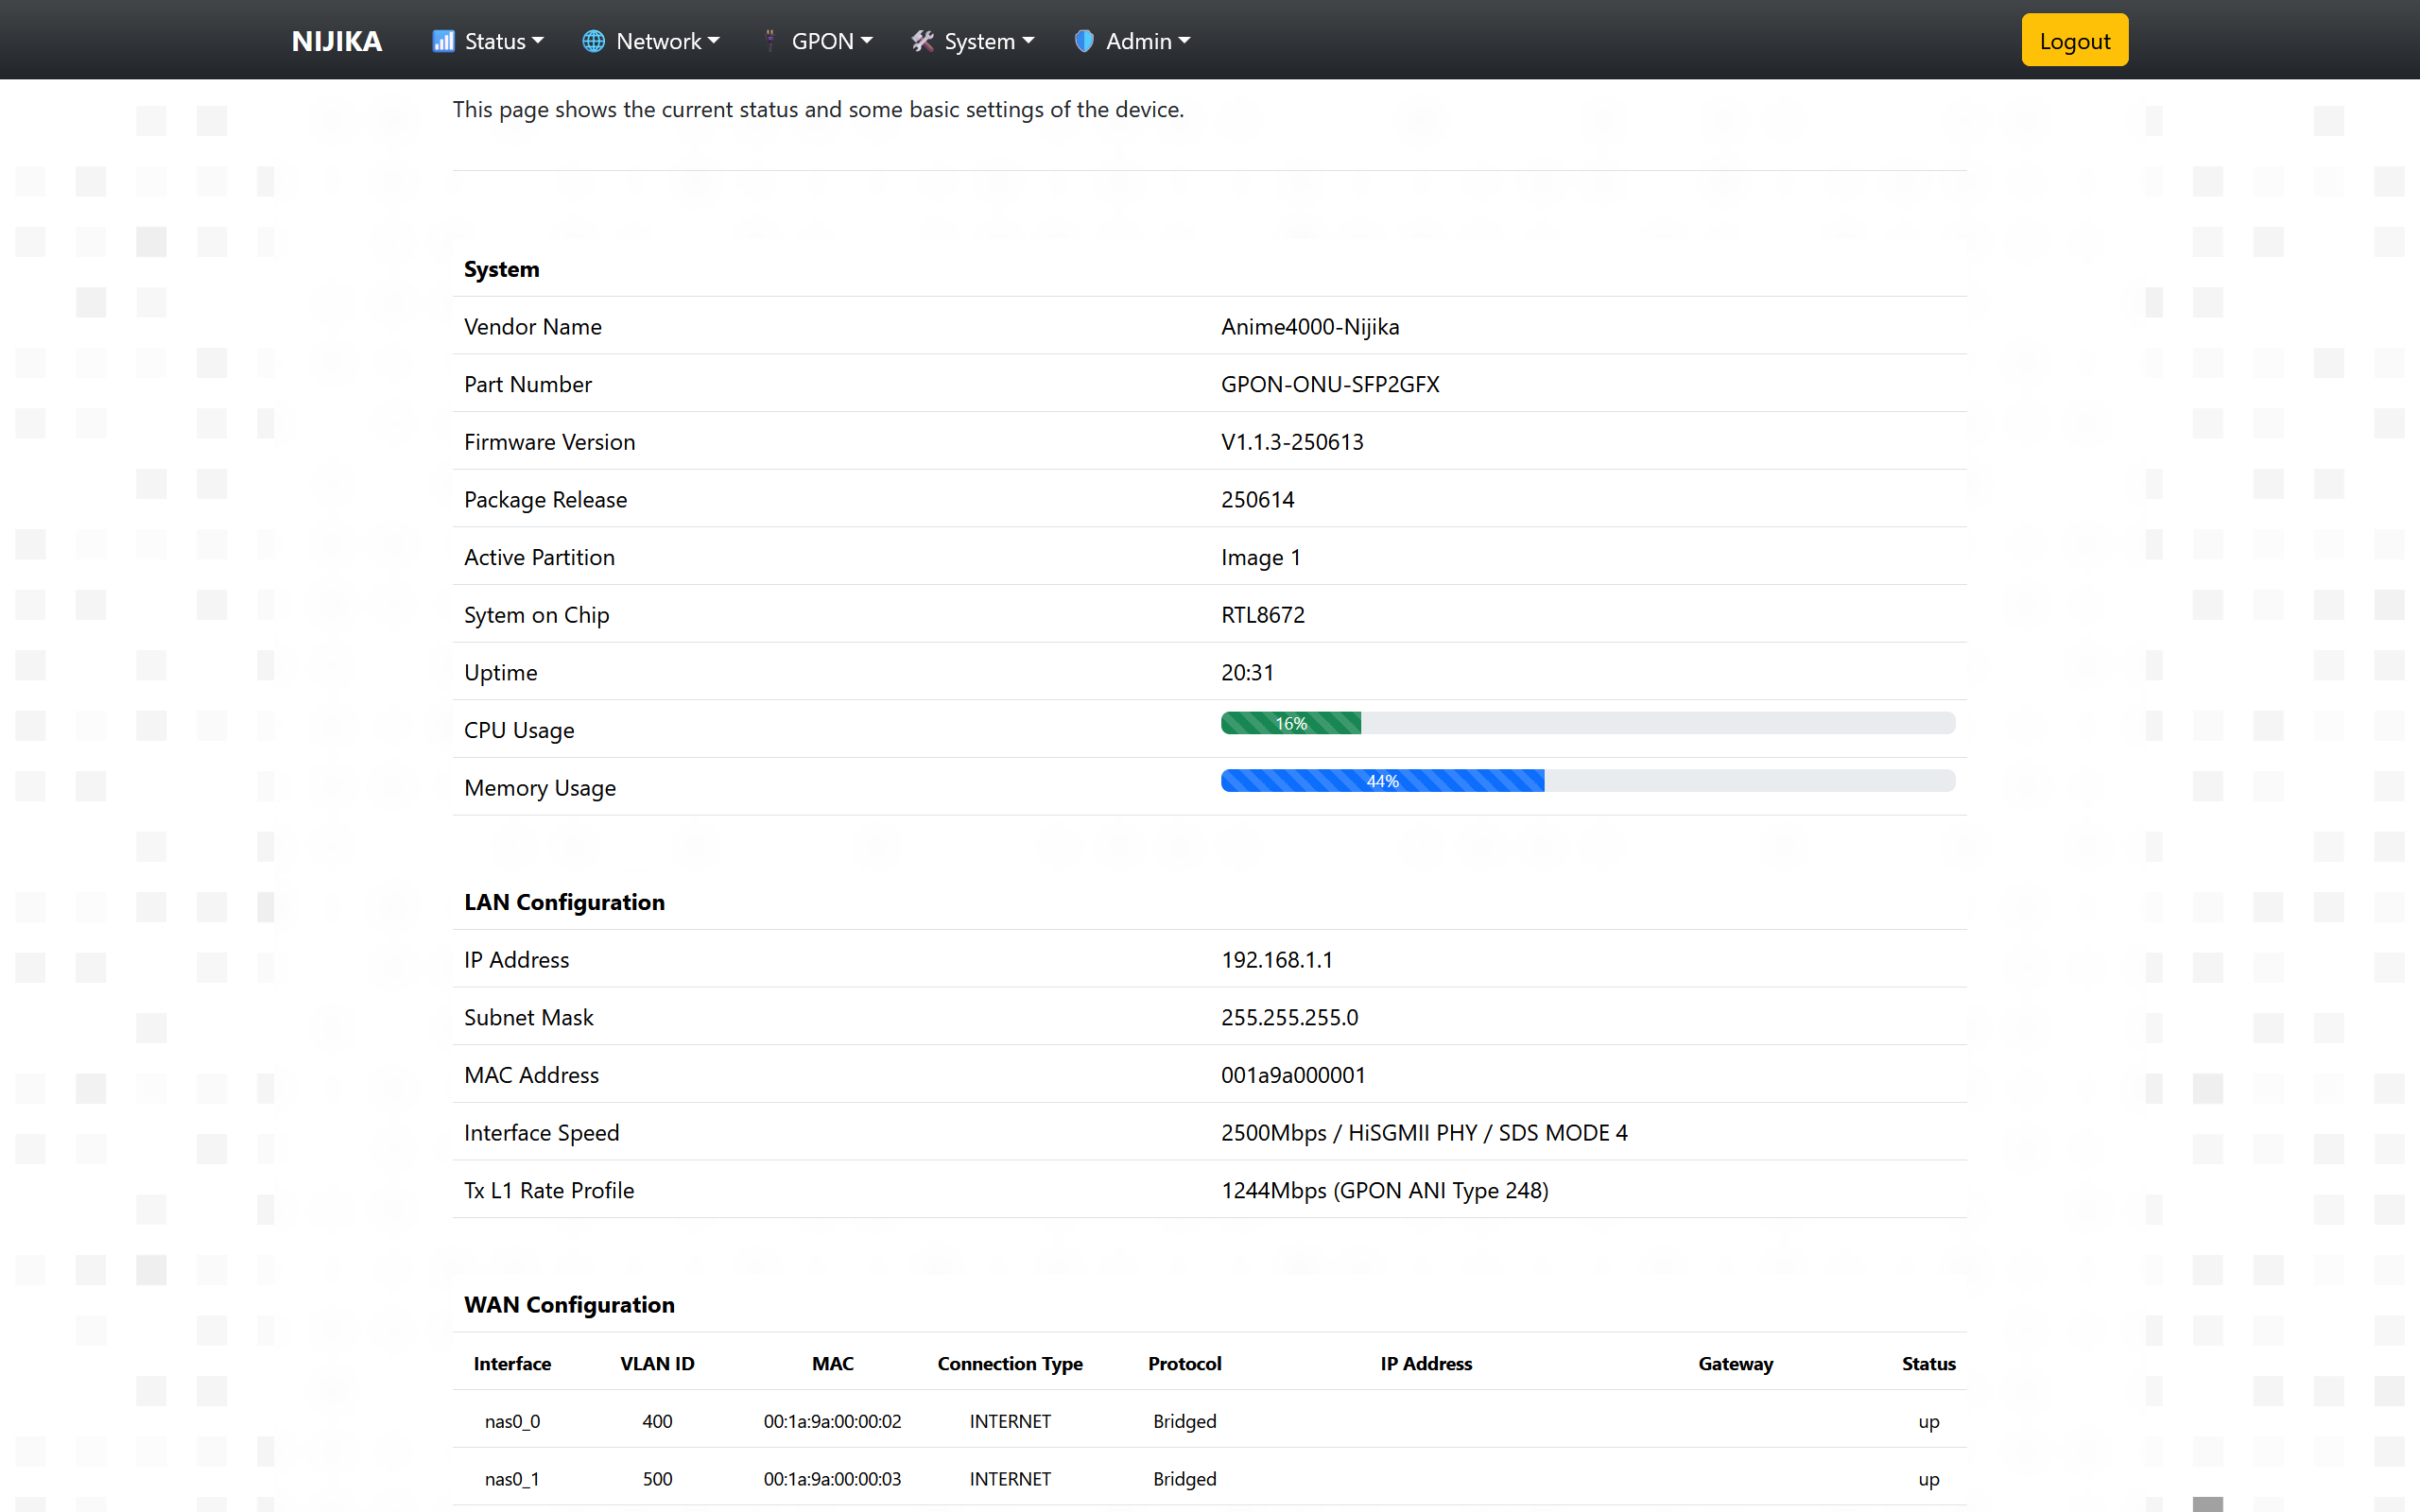 NIJIKA Status Network GPON System Admin Logout
This page shows the current status and some basic settings of the device.
System
Vendor Name Anime4000-Nijika
Part Number GPON-ONU-SFP2GFX
Firmware Version V1.1.3-250613
Package Release 250614
Active Partition Image 1
Sytem on Chip RTL8672
Uptime 20:31
CPU Usage 16%
Memory Usage 44%
LAN Configuration
IP Address 192.168.1.1
Subnet Mask 255.255.255.0
MAC Address 001a9a000001
Interface Speed 2500Mbps / HiSGMII PHY / SDS MODE 4
Tx L1 Rate Profile 1244Mbps (GPON ANI Type 248)
WAN Configuration
Interface VLAN ID MAC Connection Type Protocol IP Address Gateway Status
nas0_0 400 00:1a:9a:00:00:02 INTERNET Bridged up
nas0_1 500 00:1a:9a:00:00:03 INTERNET Bridged up